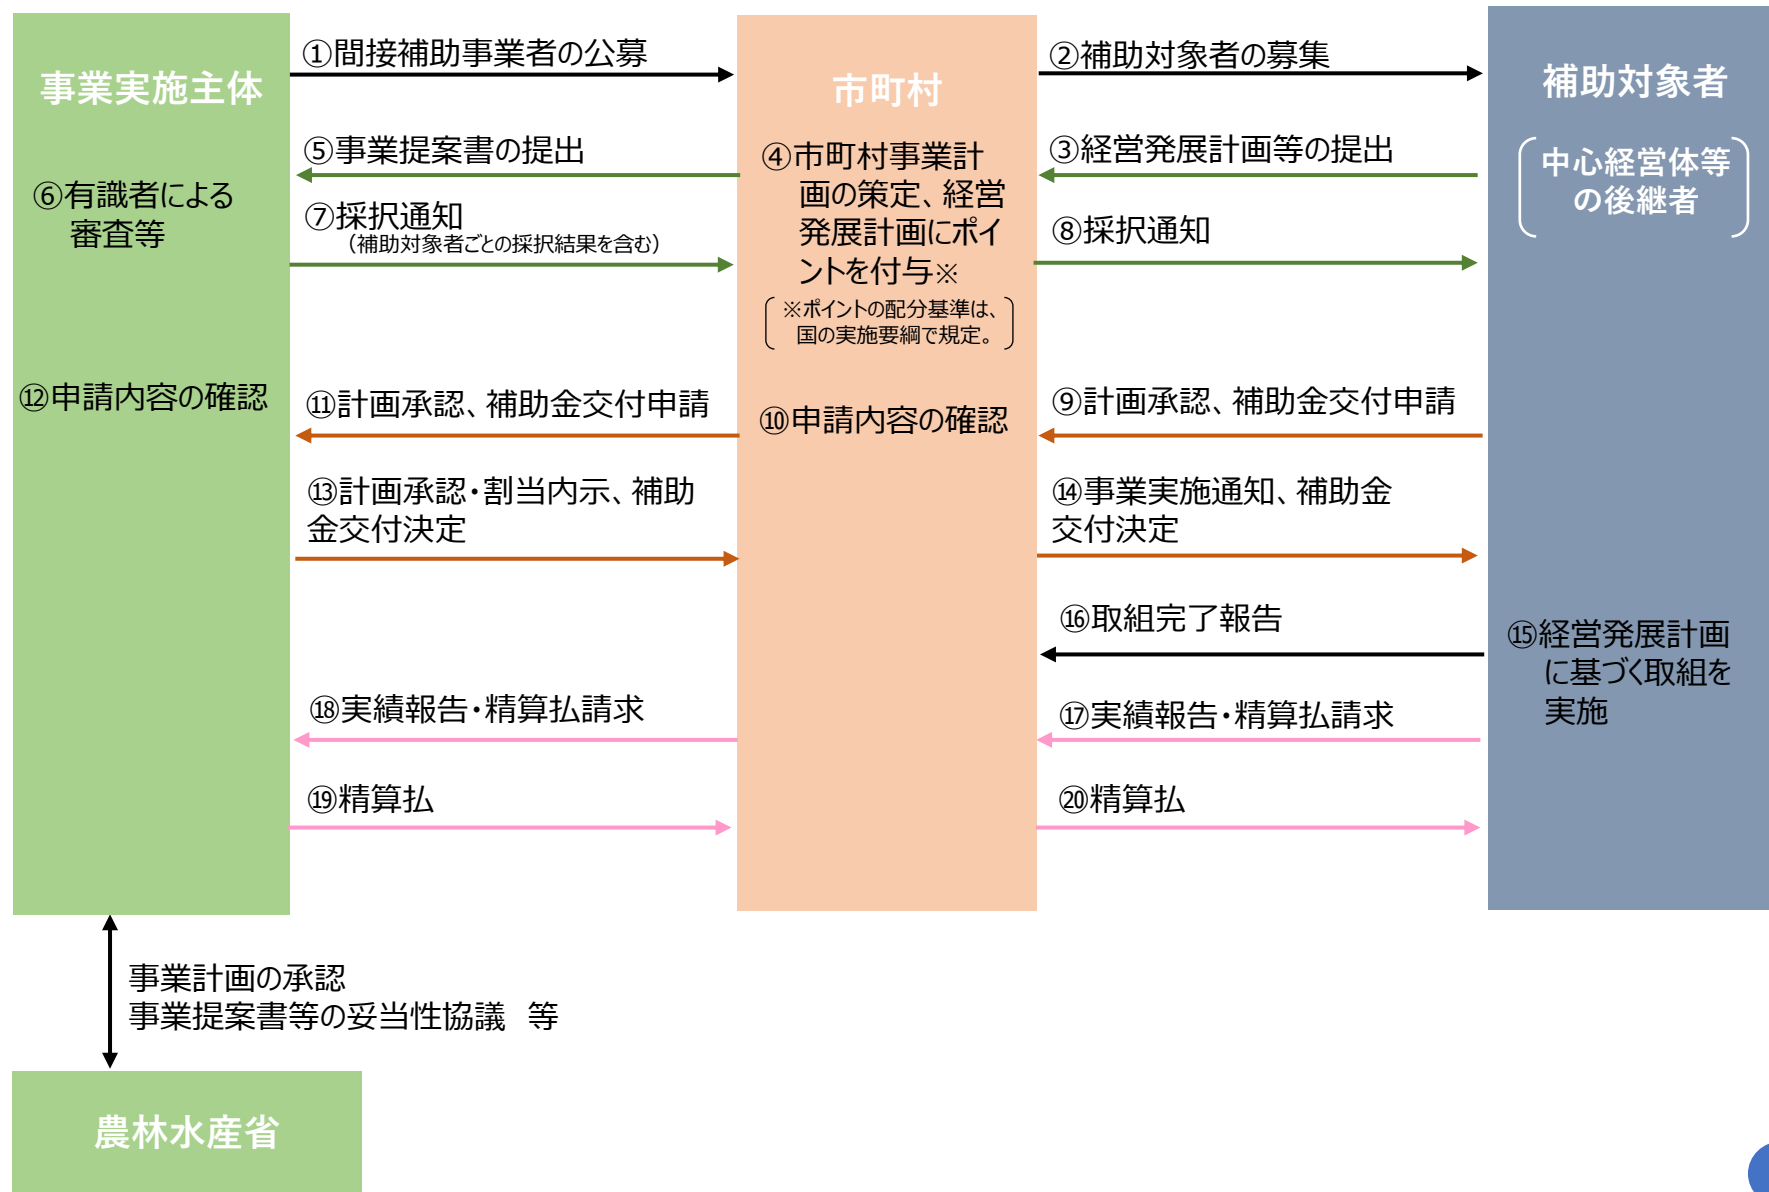 事業実施主体
①間接補助事業者の公募
市町村
②補助対象者の募集
補助対象者
中心経営体等
の後継者
③経営発展計画等の提出
④市町村事業計
画の策定、経営
発展計画にポイ
ントを付与※
※ポイントの配分基準は、
国の実施要綱で規定。
⑤事業提案書の提出
⑥有識者による
審査等
⑦採択通知
（補助対象者ごとの採択結果を含む）
⑧採択通知
⑨計画承認、補助金交付申請
⑩申請内容の確認
⑪計画承認、補助金交付申請
⑫申請内容の確認
⑬計画承認・割当内示、補助
金交付決定
⑭事業実施通知、補助金
交付決定
⑮経営発展計画
に基づく取組を
実施
⑯取組完了報告
⑰実績報告・精算払請求
⑱実績報告・精算払請求
⑲精算払
⑳精算払
事業計画の承認
事業提案書等の妥当性協議　等
農林水産省